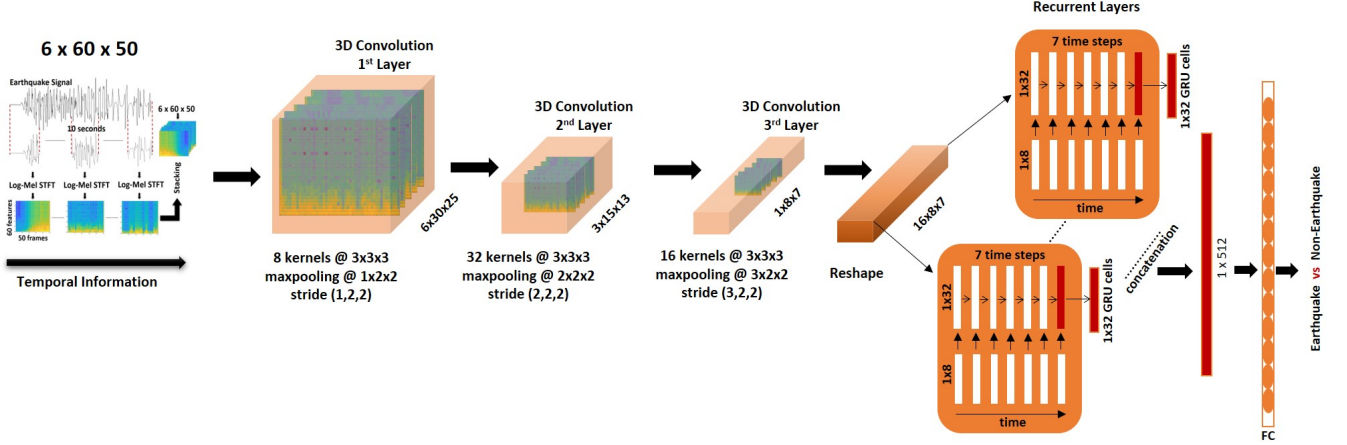 6 x 60 x 50
Earthquake Signal
10 seconds
6 x 60 x 50
Log-Mel STFT
Log-Mel STFT
Log-Mel STFT
Stacking
60 features
50 frames
Temporal Information
3D Convolution
1st Layer
6x30x25
8 kernels @ 3x3x3
maxpooling @ 1x2x2
stride (1,2,2)
3D Convolution
2nd Layer
3x15x13
32 kernels @ 3x3x3
maxpooling @ 2x2x2
stride (2,2,2)
3D Convolution
3rd Layer
1x8x7
16 kernels @ 3x3x3
maxpooling @ 3x2x2
stride (3,2,2)
16x8x7
Reshape
Recurrent Layers
7 time steps
1x32
1x8
time
1x32 GRU cells
7 time steps
1x32
1x8
time
1x32 GRU cells
concatenation
1 x 512
FC
Earthquake vs Non-Earthquake